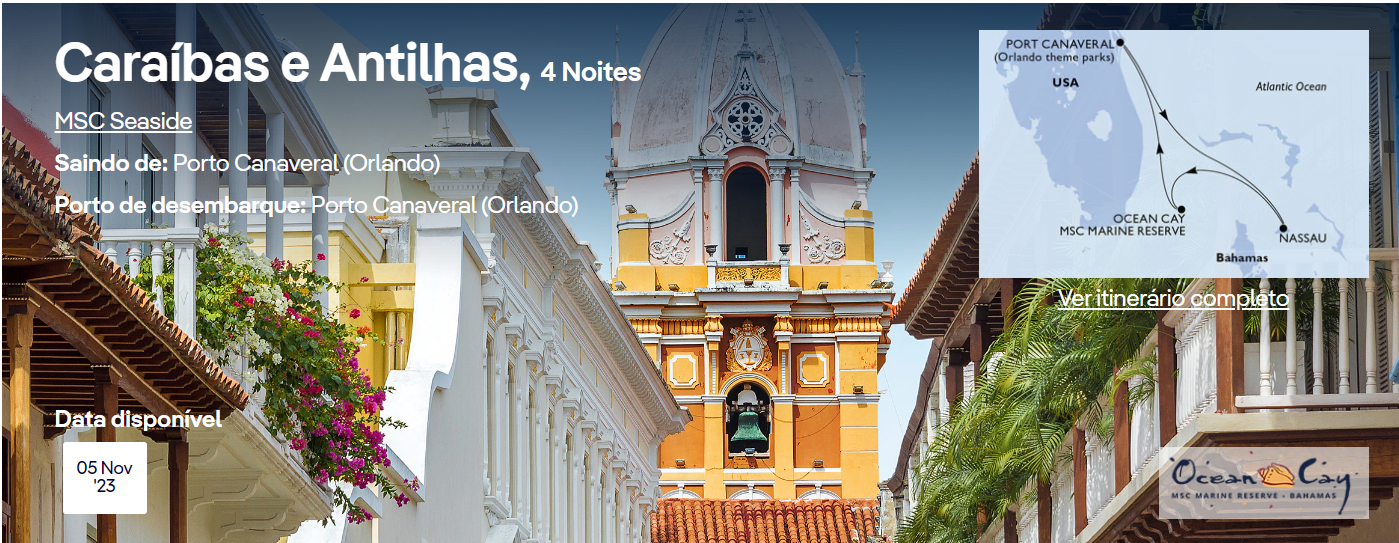 Caraíbas e Antilhas, 4 Noites
MSC Seaside
Saindo de: Porto Canaveral (Orlando)
Porto de desembarque: Porto Canaveral (Orlando)
Data disponível
05 Nov
'23
PORT CANAVERAL
(Orlando theme parks)
USA
Atlantic Ocean
OCEAN CAY
MSC MARINE RESERVE
NASSAU
Bahamas
Ver itinerário completo
Ocean Cay
MSC MARINE RESERVE • BAHAMAS